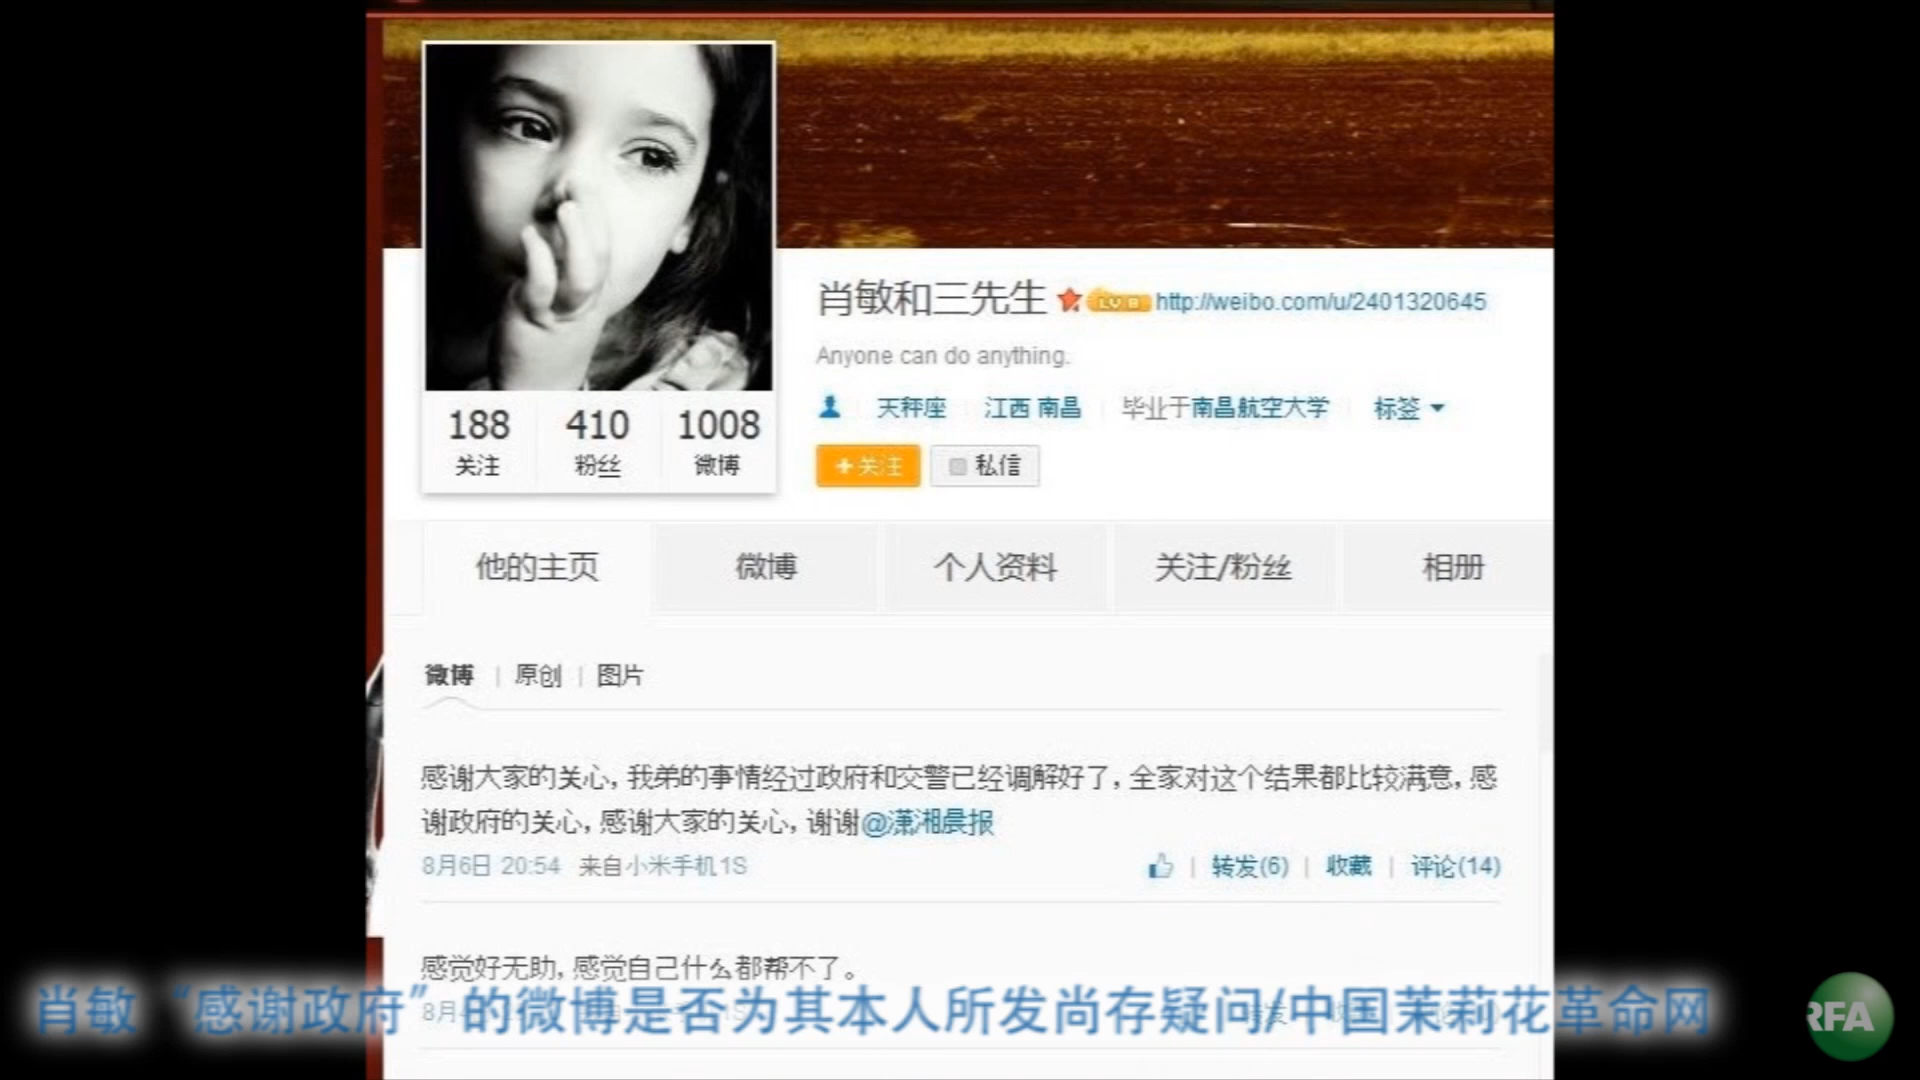 肖敏和三先生 LV 8 http://weibo.com/u/2401320645
Anyone can do anything.
天秤座 江西 南昌 毕业于南昌航空大学 标签
188 410 1008
关注 粉丝 微博
+关注 私信
他的主页 微博 个人资料 关注/粉丝 相册
微博 | 原创 | 图片
感谢大家的关心，我弟的事情经过政府和交警已经调解好了，全家对这个结果都比较满意，感
谢政府的关心，感谢大家的关心，谢谢@潇湘晨报
8月6日 20:54 来自小米手机1S
转发(6) | 收藏 | 评论(14)
感觉好无助，感觉自己什么都帮不了。
肖敏“感谢政府”的微博是否为其本人所发尚存疑问/中国茉莉花革命网
RFA